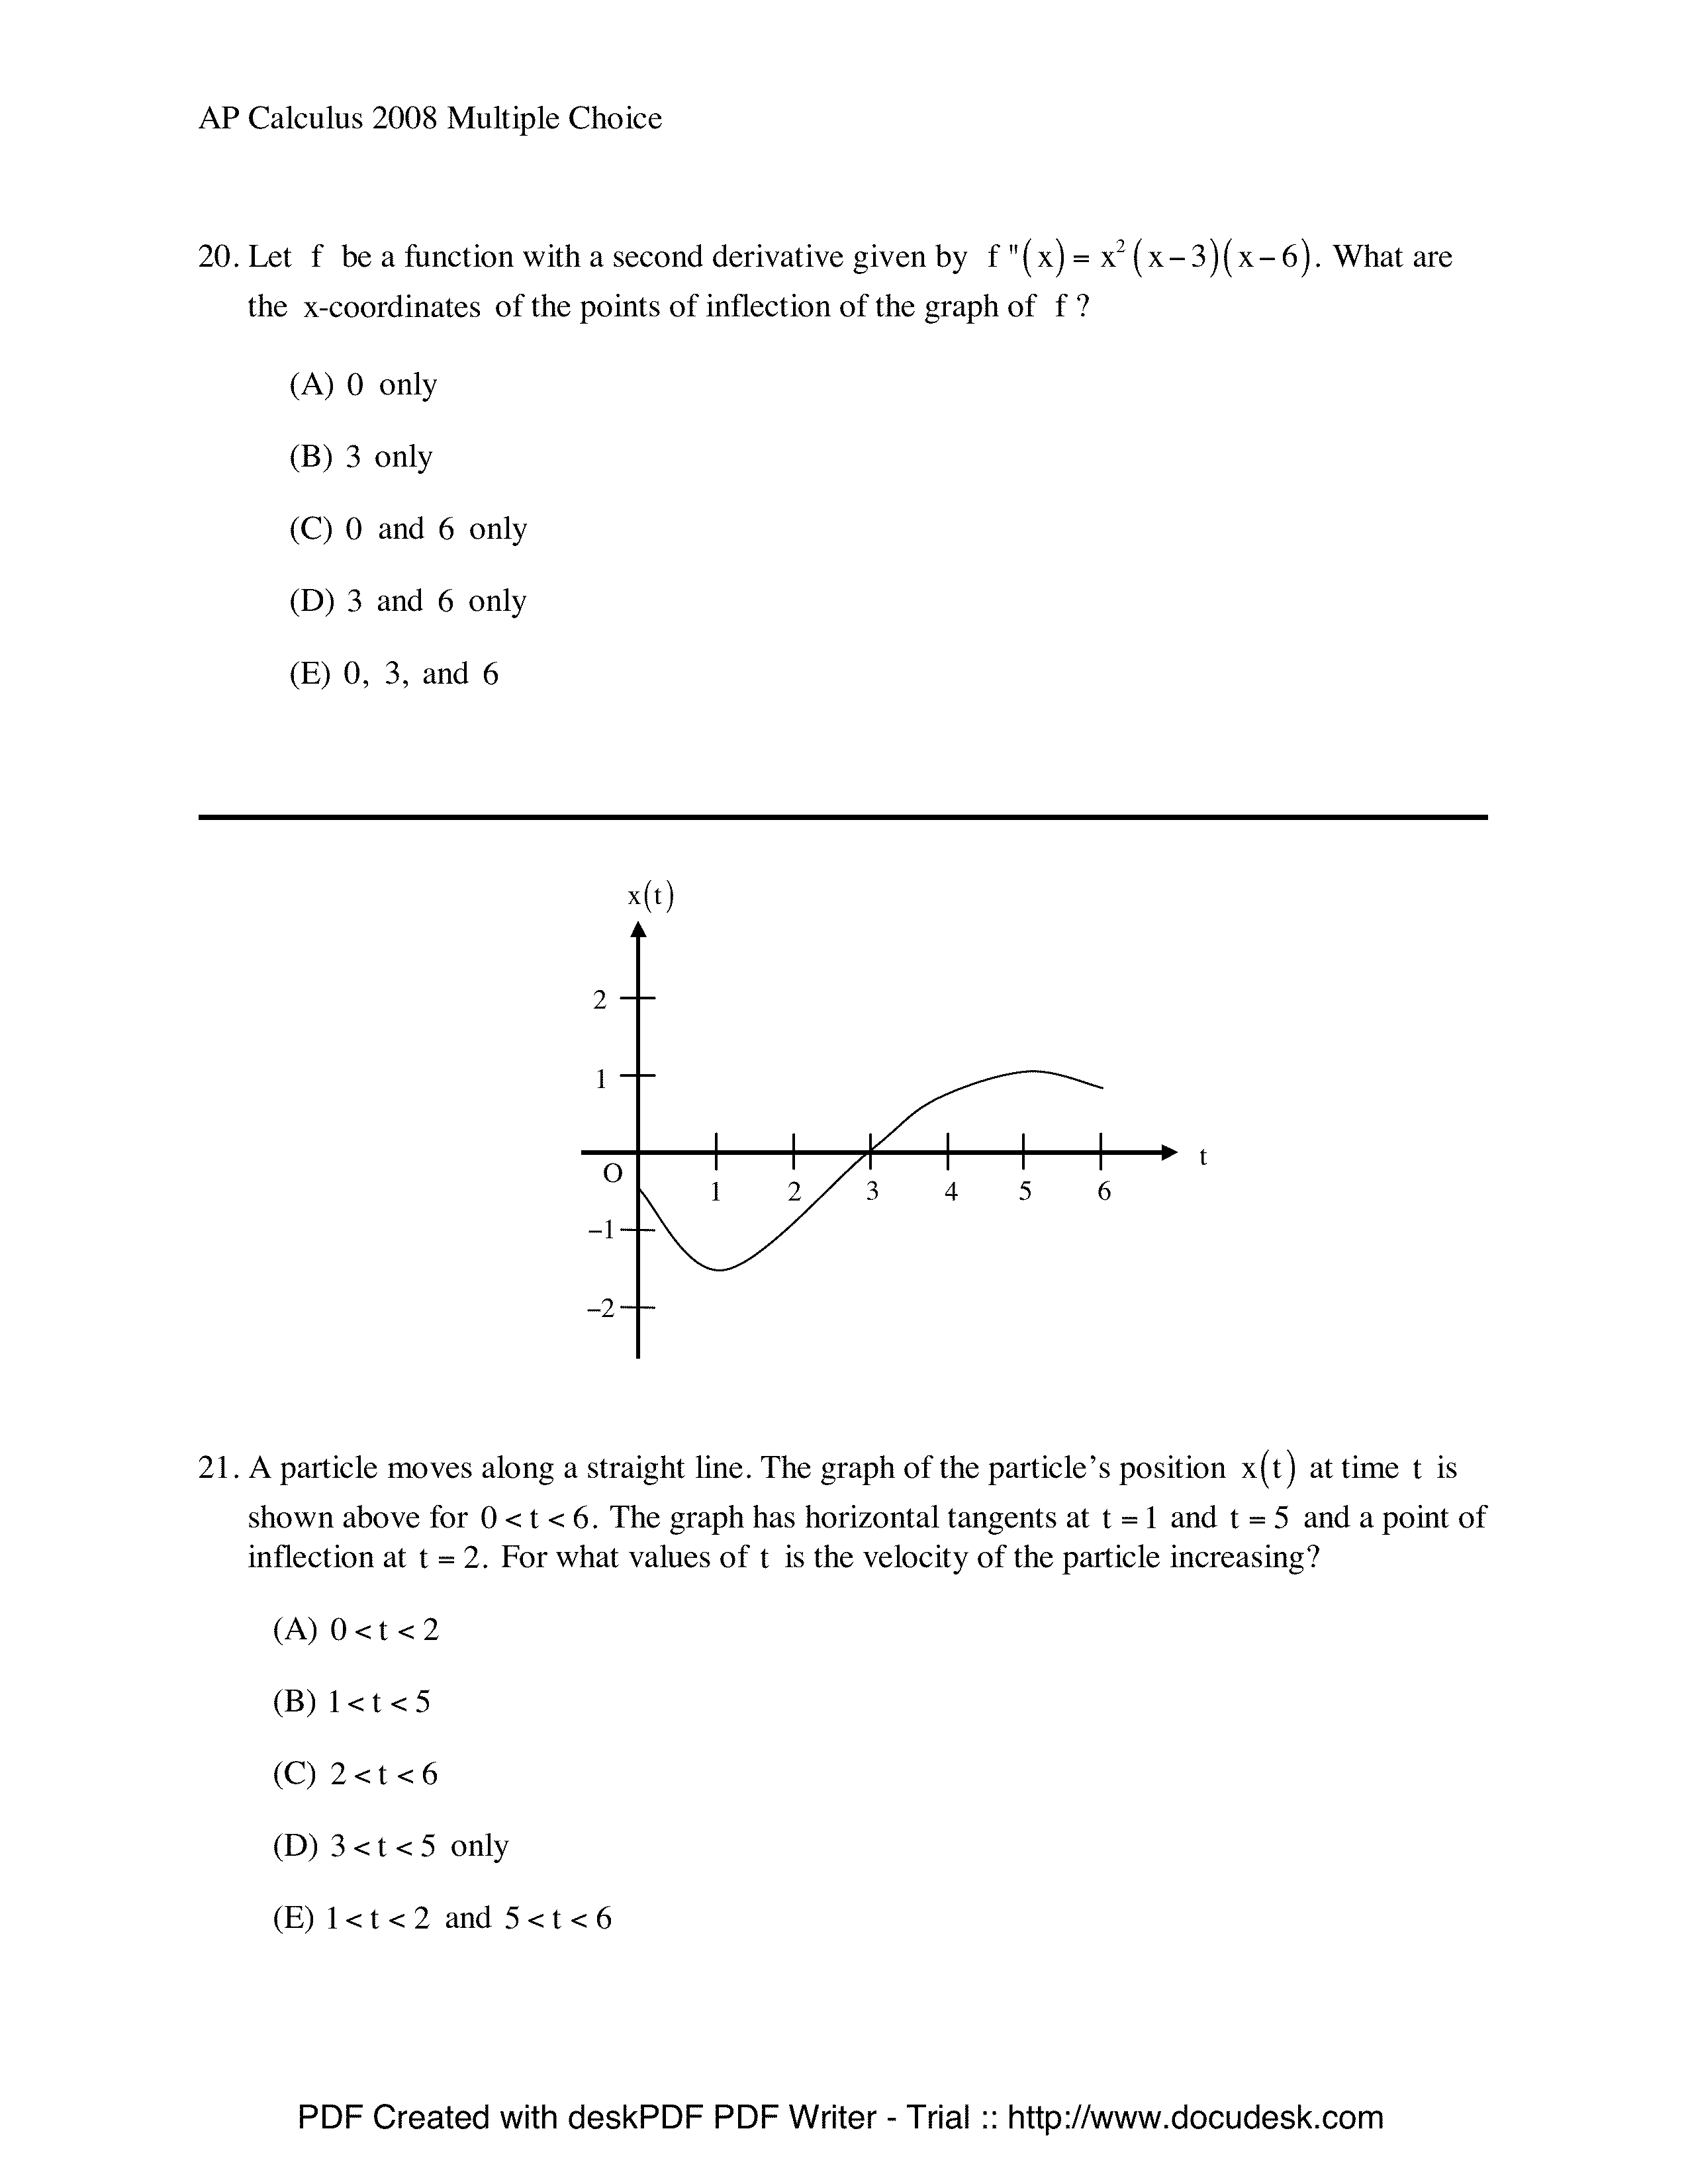 AP Calculus 2008 Multiple Choice
20. Let f be a function with a second derivative given by f "(x) = x² (x − 3)(x − 6). What are
the x-coordinates of the points of inflection of the graph of f ?
(A) 0 only
(B) 3 only
(C) 0 and 6 only
(D) 3 and 6 only
(E) 0, 3, and 6
x(t)
2
1
O
1 2 3 4 5 6
t
−1
−2
21. A particle moves along a straight line. The graph of the particle’s position x(t) at time t is
shown above for 0 < t < 6. The graph has horizontal tangents at t = 1 and t = 5 and a point of
inflection at t = 2. For what values of t is the velocity of the particle increasing?
(A) 0 < t < 2
(B) 1 < t < 5
(C) 2 < t < 6
(D) 3 < t < 5 only
(E) 1 < t < 2 and 5 < t < 6
PDF Created with deskPDF PDF Writer - Trial :: http://www.docudesk.com